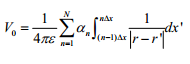 $V_0 = \frac{1}{4\pi\varepsilon} \sum_{n=1}^{N} \alpha_n \int_{(n-1)\Delta x}^{n\Delta x} \frac{1}{|r-r'|} dx'$